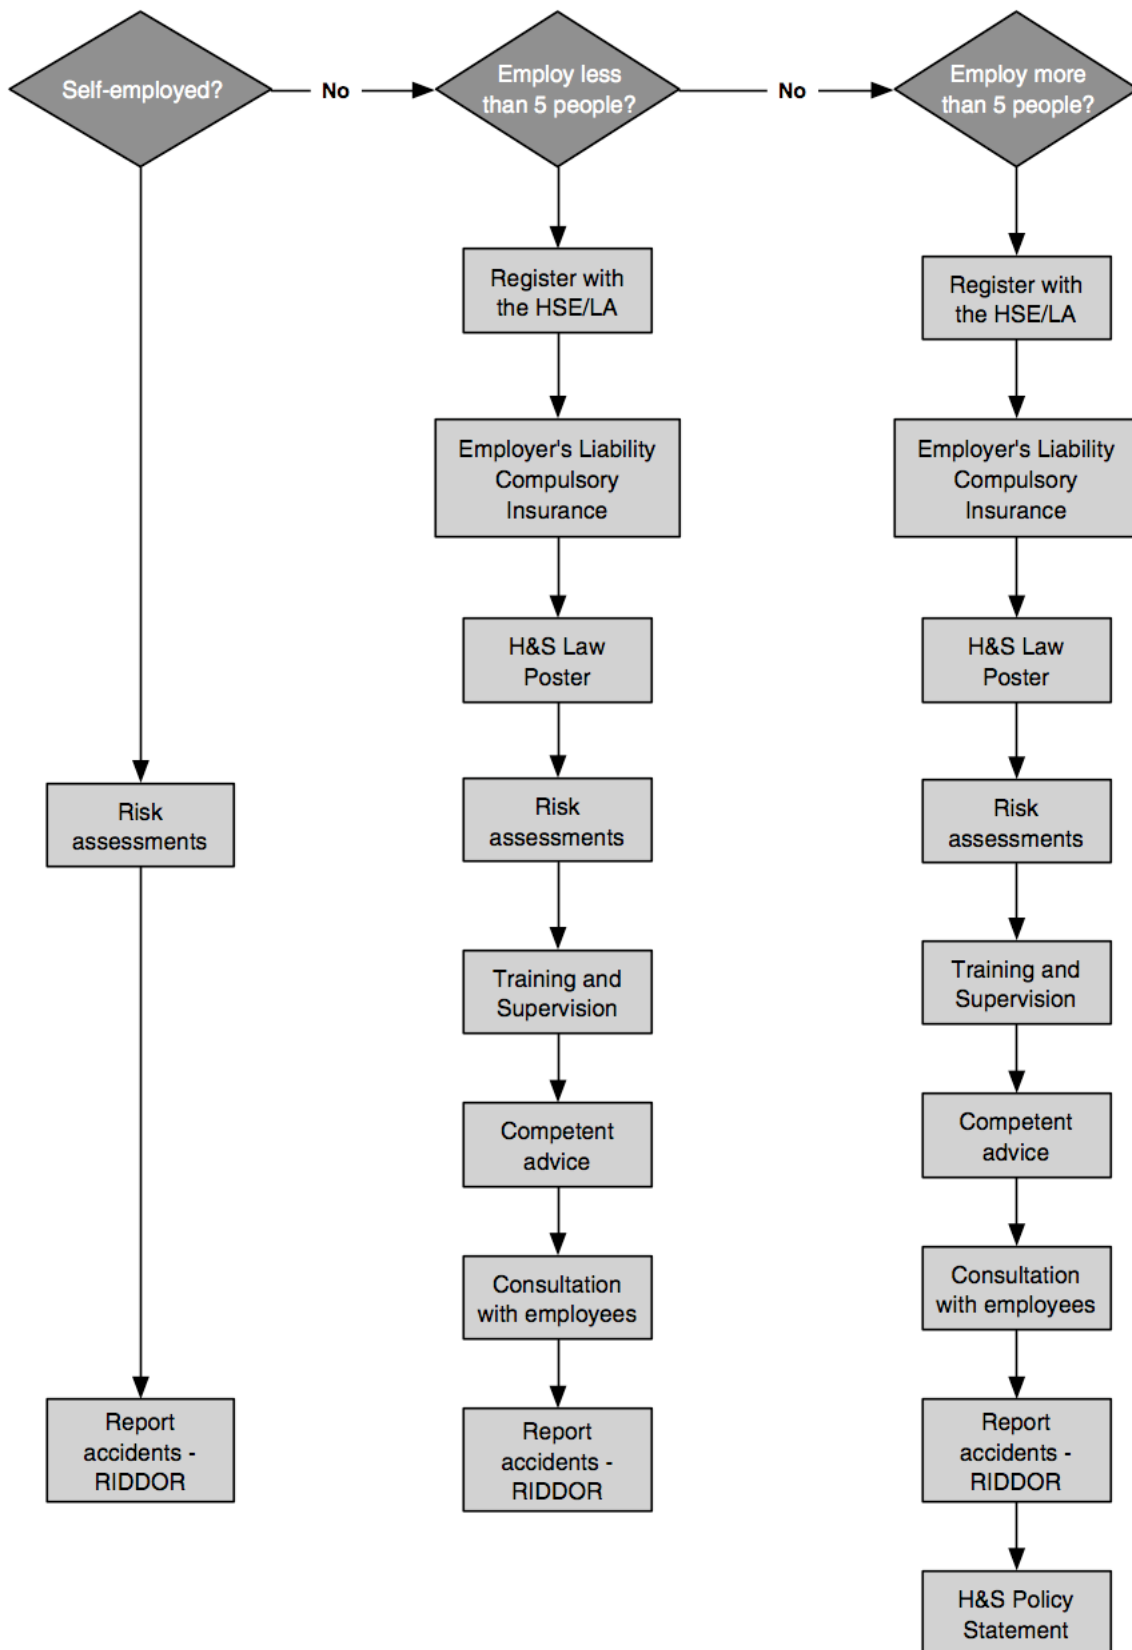 Self-employed?
No
Employ less
than 5 people?
No
Employ more
than 5 people?
Register with
the HSE/LA
Employer's Liability
Compulsory
Insurance
H&S Law
Poster
Risk
assessments
Training and
Supervision
Competent
advice
Consultation
with employees
Report
accidents -
RIDDOR
Register with
the HSE/LA
Employer's Liability
Compulsory
Insurance
H&S Law
Poster
Risk
assessments
Training and
Supervision
Competent
advice
Consultation
with employees
Report
accidents -
RIDDOR
H&S Policy
Statement
Risk
assessments
Report
accidents -
RIDDOR